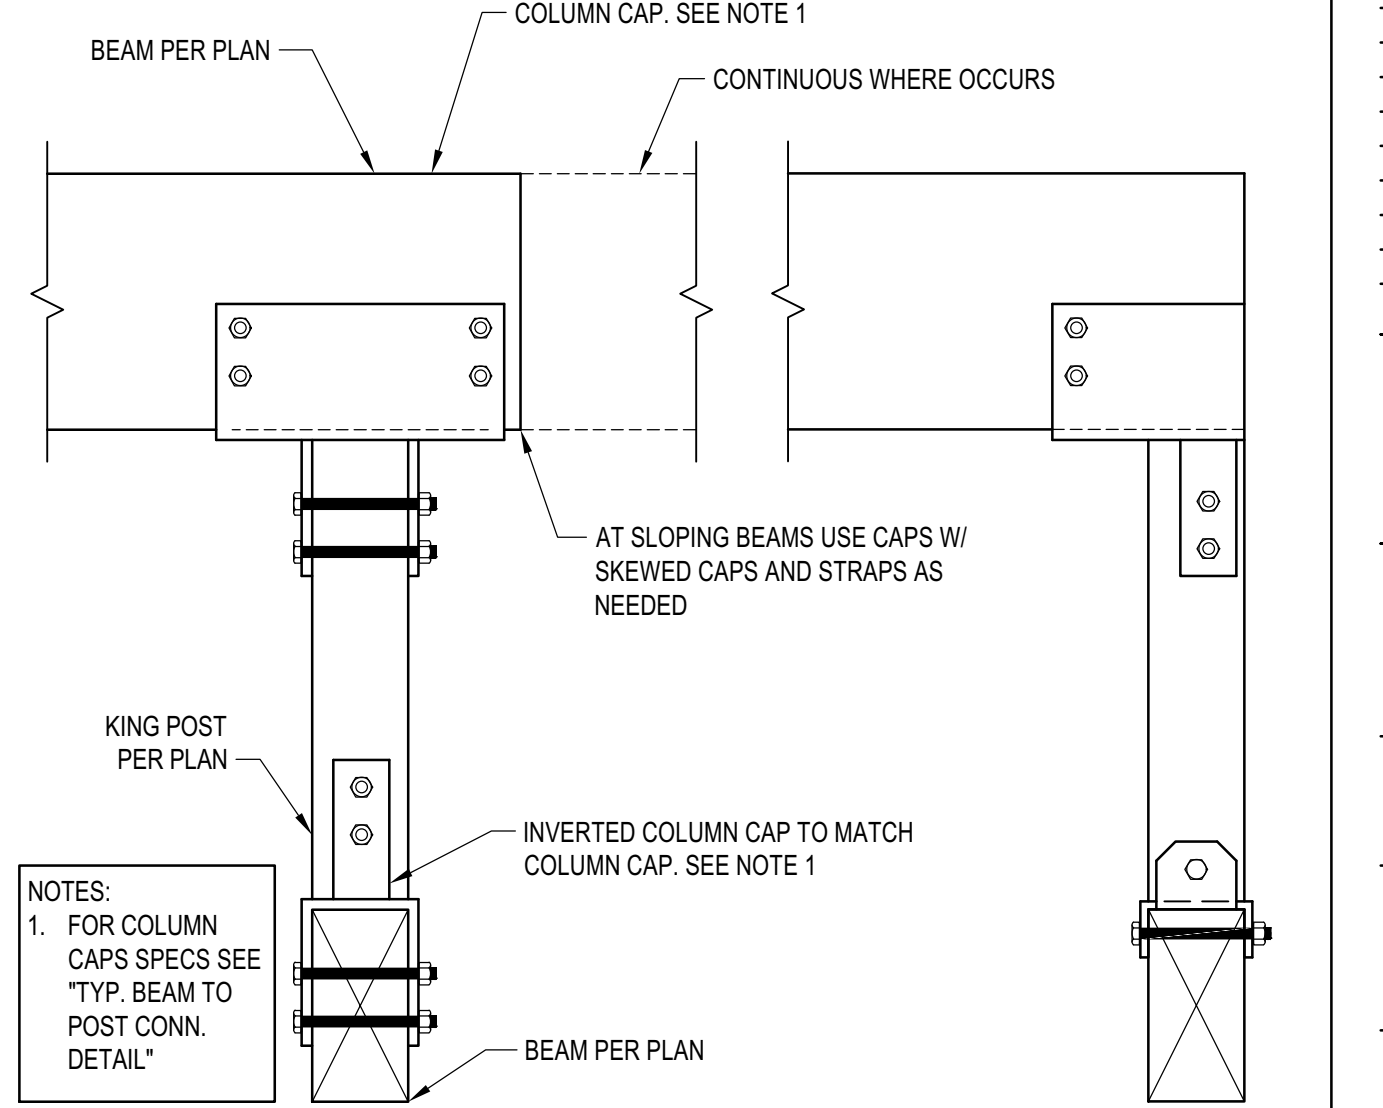 COLUMN CAP. SEE NOTE 1
BEAM PER PLAN
CONTINUOUS WHERE OCCURS
AT SLOPING BEAMS USE CAPS W/
SKEWED CAPS AND STRAPS AS
NEEDED
KING POST
PER PLAN
INVERTED COLUMN CAP TO MATCH
COLUMN CAP. SEE NOTE 1
NOTES:
1. FOR COLUMN
CAPS SPECS SEE
"TYP. BEAM TO
POST CONN.
DETAIL"
BEAM PER PLAN